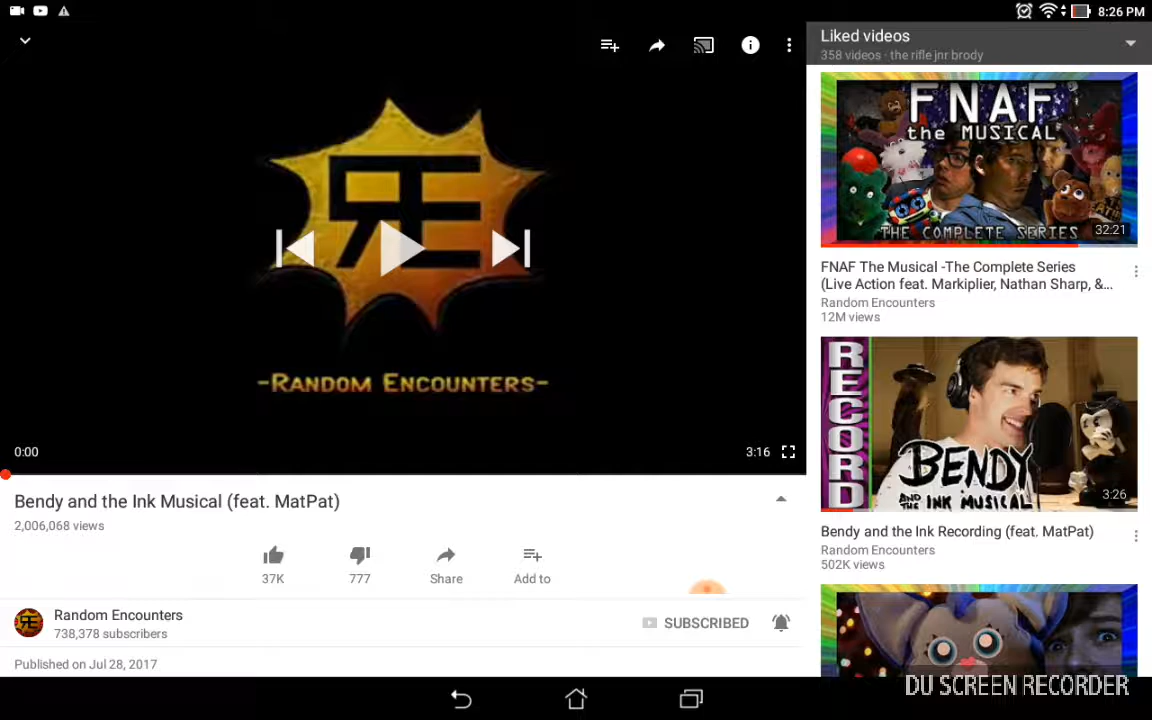 8:26 PM
RE
-RANDOM ENCOUNTERS-
0:00
3:16
Bendy and the Ink Musical (feat. MatPat)
2,006,068 views
37K
777
Share
Add to
Random Encounters
738,378 subscribers
SUBSCRIBED
Published on Jul 28, 2017
Liked videos
358 videos · the rifle jnr brody
FNAF
the MUSICAL
THE COMPLETE SERIES
32:21
FNAF The Musical -The Complete Series
(Live Action feat. Markiplier, Nathan Sharp, &...
Random Encounters
12M views
RECORD
BENDY
AND THE INK MUSICAL
3:26
Bendy and the Ink Recording (feat. MatPat)
Random Encounters
502K views
DU SCREEN RECORDER